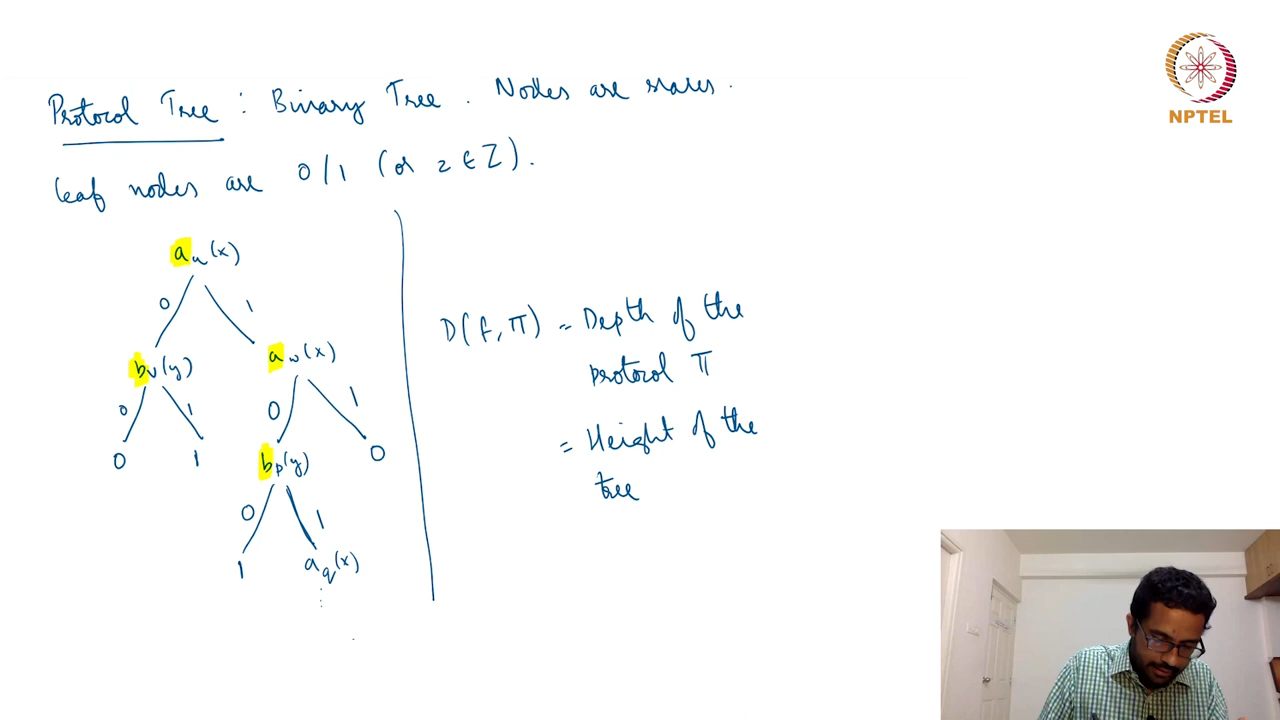 Protocol Tree : Binary Tree. Nodes are states.
leaf nodes are 0/1 (or z ∈ Z).
a_u(x)
0 1
b_v(y) a_w(x)
0 1 0 1
0 1 b_p(y) 0
0 1
1 a_q(x)
⋮
D(f, Π) = Depth of the
protocol Π
= Height of the
tree
NPTEL